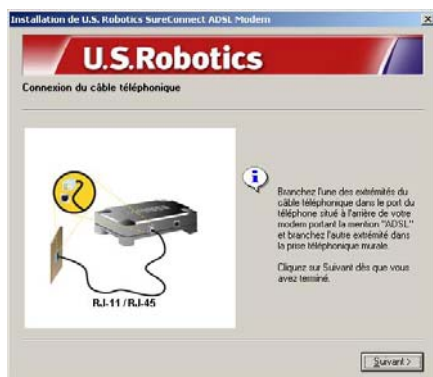 Installation de U.S. Robotics SureConnect ADSL Modem
U.S.Robotics
Connexion du câble téléphonique
Branchez l'une des extrémités du
câble téléphonique dans le port du
téléphone situé à l'arrière de votre
modem portant la mention "ADSL"
et branchez l'autre extrémité dans
la prise téléphonique murale.
Cliquez sur Suivant dès que vous
avez terminé.
RJ-11 / RJ-45
Suivant >